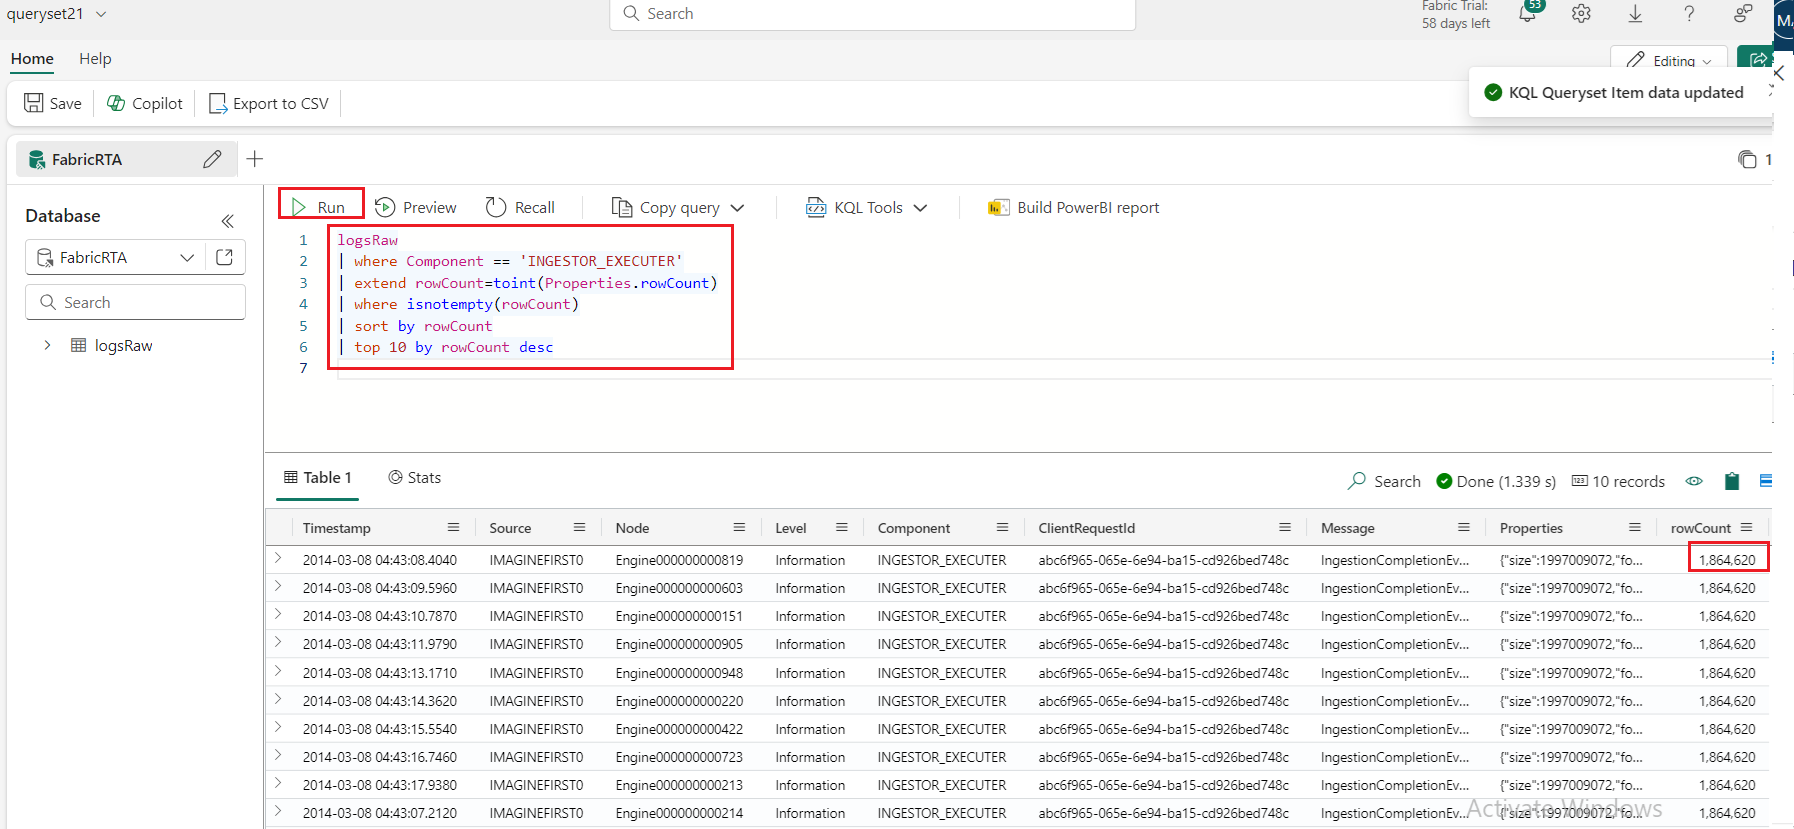 queryset21
Search
Fabric Trial:
58 days left
53
?
MA
Home
Help
Editing
Save
Copilot
Export to CSV
KQL Queryset Item data updated
FabricRTA
1
Database
Run
Preview
Recall
Copy query
KQL Tools
Build PowerBI report
FabricRTA
Search
logsRaw
1 logsRaw
2 | where Component == 'INGESTOR_EXECUTER'
3 | extend rowCount=toint(Properties.rowCount)
4 | where isnotempty(rowCount)
5 | sort by rowCount
6 | top 10 by rowCount desc
7
Table 1
Stats
Search
Done (1.339 s)
123
10 records
Timestamp Source Node Level Component ClientRequestId Message Properties rowCount
2014-03-08 04:43:08.4040 IMAGINEFIRST0 Engine000000000819 Information INGESTOR_EXECUTER abc6f965-065e-6e94-ba15-cd926bed748c IngestionCompletionEv... {"size":1997009072,"fo... 1,864,620
2014-03-08 04:43:09.5960 IMAGINEFIRST0 Engine000000000603 Information INGESTOR_EXECUTER abc6f965-065e-6e94-ba15-cd926bed748c IngestionCompletionEv... {"size":1997009072,"fo... 1,864,620
2014-03-08 04:43:10.7870 IMAGINEFIRST0 Engine000000000151 Information INGESTOR_EXECUTER abc6f965-065e-6e94-ba15-cd926bed748c IngestionCompletionEv... {"size":1997009072,"fo... 1,864,620
2014-03-08 04:43:11.9790 IMAGINEFIRST0 Engine000000000905 Information INGESTOR_EXECUTER abc6f965-065e-6e94-ba15-cd926bed748c IngestionCompletionEv... {"size":1997009072,"fo... 1,864,620
2014-03-08 04:43:13.1710 IMAGINEFIRST0 Engine000000000948 Information INGESTOR_EXECUTER abc6f965-065e-6e94-ba15-cd926bed748c IngestionCompletionEv... {"size":1997009072,"fo... 1,864,620
2014-03-08 04:43:14.3620 IMAGINEFIRST0 Engine000000000220 Information INGESTOR_EXECUTER abc6f965-065e-6e94-ba15-cd926bed748c IngestionCompletionEv... {"size":1997009072,"fo... 1,864,620
2014-03-08 04:43:15.5540 IMAGINEFIRST0 Engine000000000422 Information INGESTOR_EXECUTER abc6f965-065e-6e94-ba15-cd926bed748c IngestionCompletionEv... {"size":1997009072,"fo... 1,864,620
2014-03-08 04:43:16.7460 IMAGINEFIRST0 Engine000000000723 Information INGESTOR_EXECUTER abc6f965-065e-6e94-ba15-cd926bed748c IngestionCompletionEv... {"size":1997009072,"fo... 1,864,620
2014-03-08 04:43:17.9380 IMAGINEFIRST0 Engine000000000213 Information INGESTOR_EXECUTER abc6f965-065e-6e94-ba15-cd926bed748c IngestionCompletionEv... {"size":1997009072,"fo... 1,864,620
2014-03-08 04:43:07.2120 IMAGINEFIRST0 Engine000000000214 Information INGESTOR_EXECUTER abc6f965-065e-6e94-ba15-cd926bed748c IngestionCompletionEv... {"size":1997009072,"fo... 1,864,620
Activate Windows